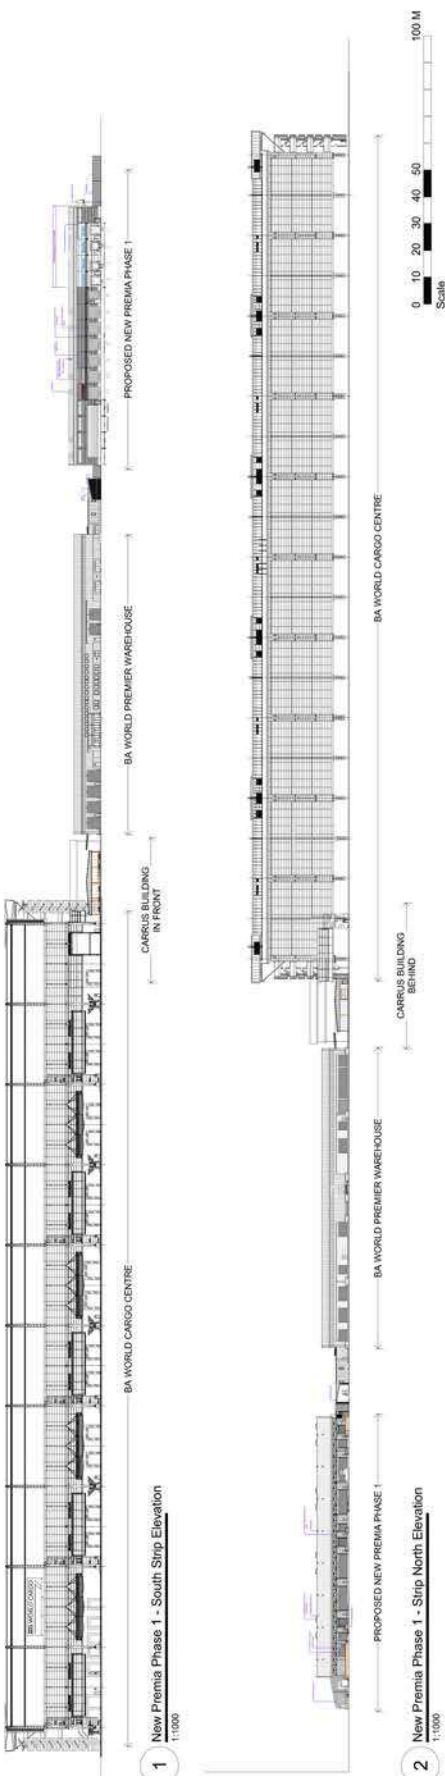 WORLD CARGO
BA WORLD CARGO CENTRE
CARRUS BUILDING
IN FRONT
BA WORLD PREMIER WAREHOUSE
PROPOSED NEW PREMIA PHASE 1
1
New Premia Phase 1 - South Strip Elevation
1:1000
PROPOSED NEW PREMIA PHASE 1
BA WORLD PREMIER WAREHOUSE
CARRUS BUILDING
BEHIND
BA WORLD CARGO CENTRE
2
New Premia Phase 1 - Strip North Elevation
1:1000
0 10 20 30 40 50 100 M
Scale